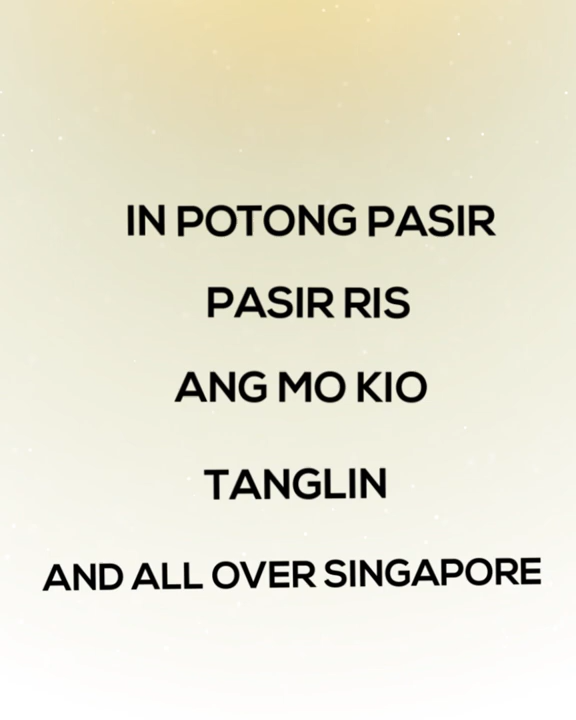 IN POTONG PASIR
PASIR RIS
ANG MO KIO
TANGLIN
AND ALL OVER SINGAPORE